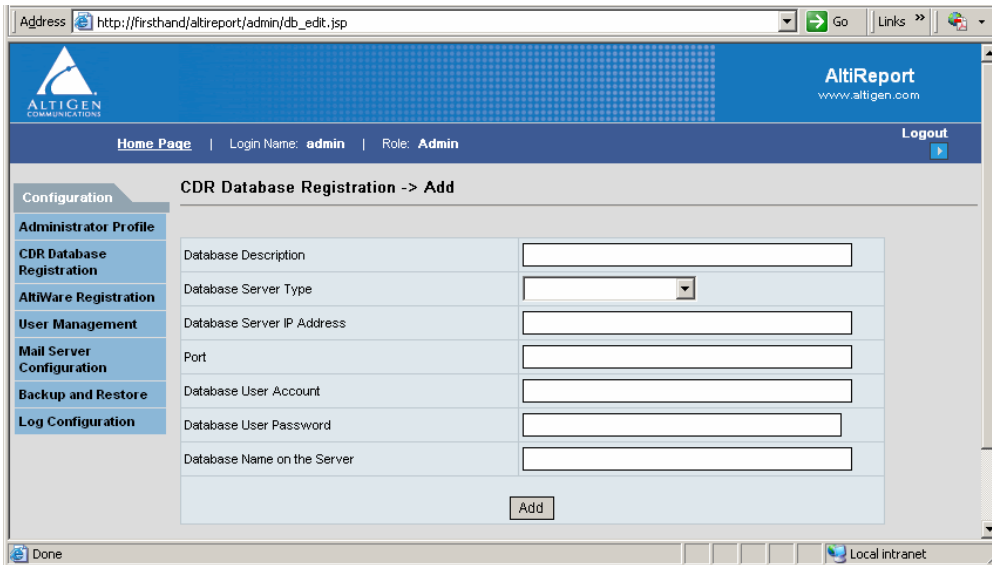 Address http://firsthand/altireport/admin/db_edit.jsp Go Links »
ALTIGEN
COMMUNICATIONS
AltiReport
www.altigen.com
Home Page | Login Name: admin | Role: Admin
Logout
Configuration
Administrator Profile
CDR Database
Registration
AltiWare Registration
User Management
Mail Server
Configuration
Backup and Restore
Log Configuration
CDR Database Registration -> Add
Database Description
Database Server Type
Database Server IP Address
Port
Database User Account
Database User Password
Database Name on the Server
Add
Done
Local intranet